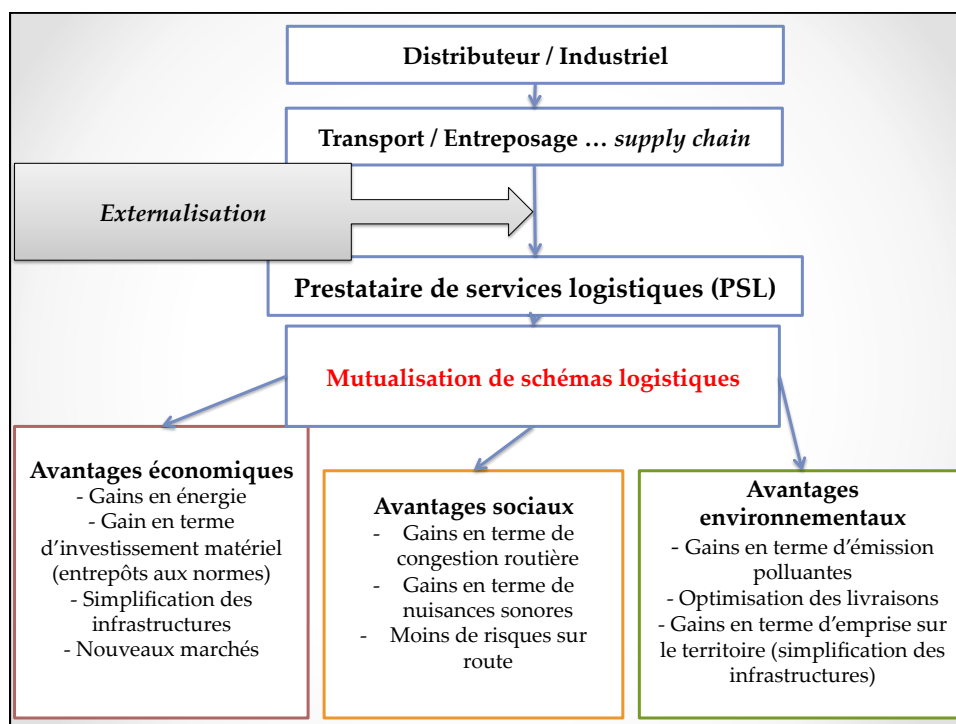 Distributeur / Industriel
Transport / Entreposage … supply chain
Externalisation
Prestataire de services logistiques (PSL)
Mutualisation de schémas logistiques
Avantages économiques
- Gains en énergie
- Gain en terme
d’investissement matériel
(entrepôts aux normes)
- Simplification des
infrastructures
- Nouveaux marchés
Avantages sociaux
- Gains en terme de
congestion routière
- Gains en terme de
nuisances sonores
- Moins de risques sur
route
Avantages
environnementaux
- Gains en terme d’émission
polluantes
- Optimisation des livraisons
- Gains en terme d’emprise sur
le territoire (simplification des
infrastructures)